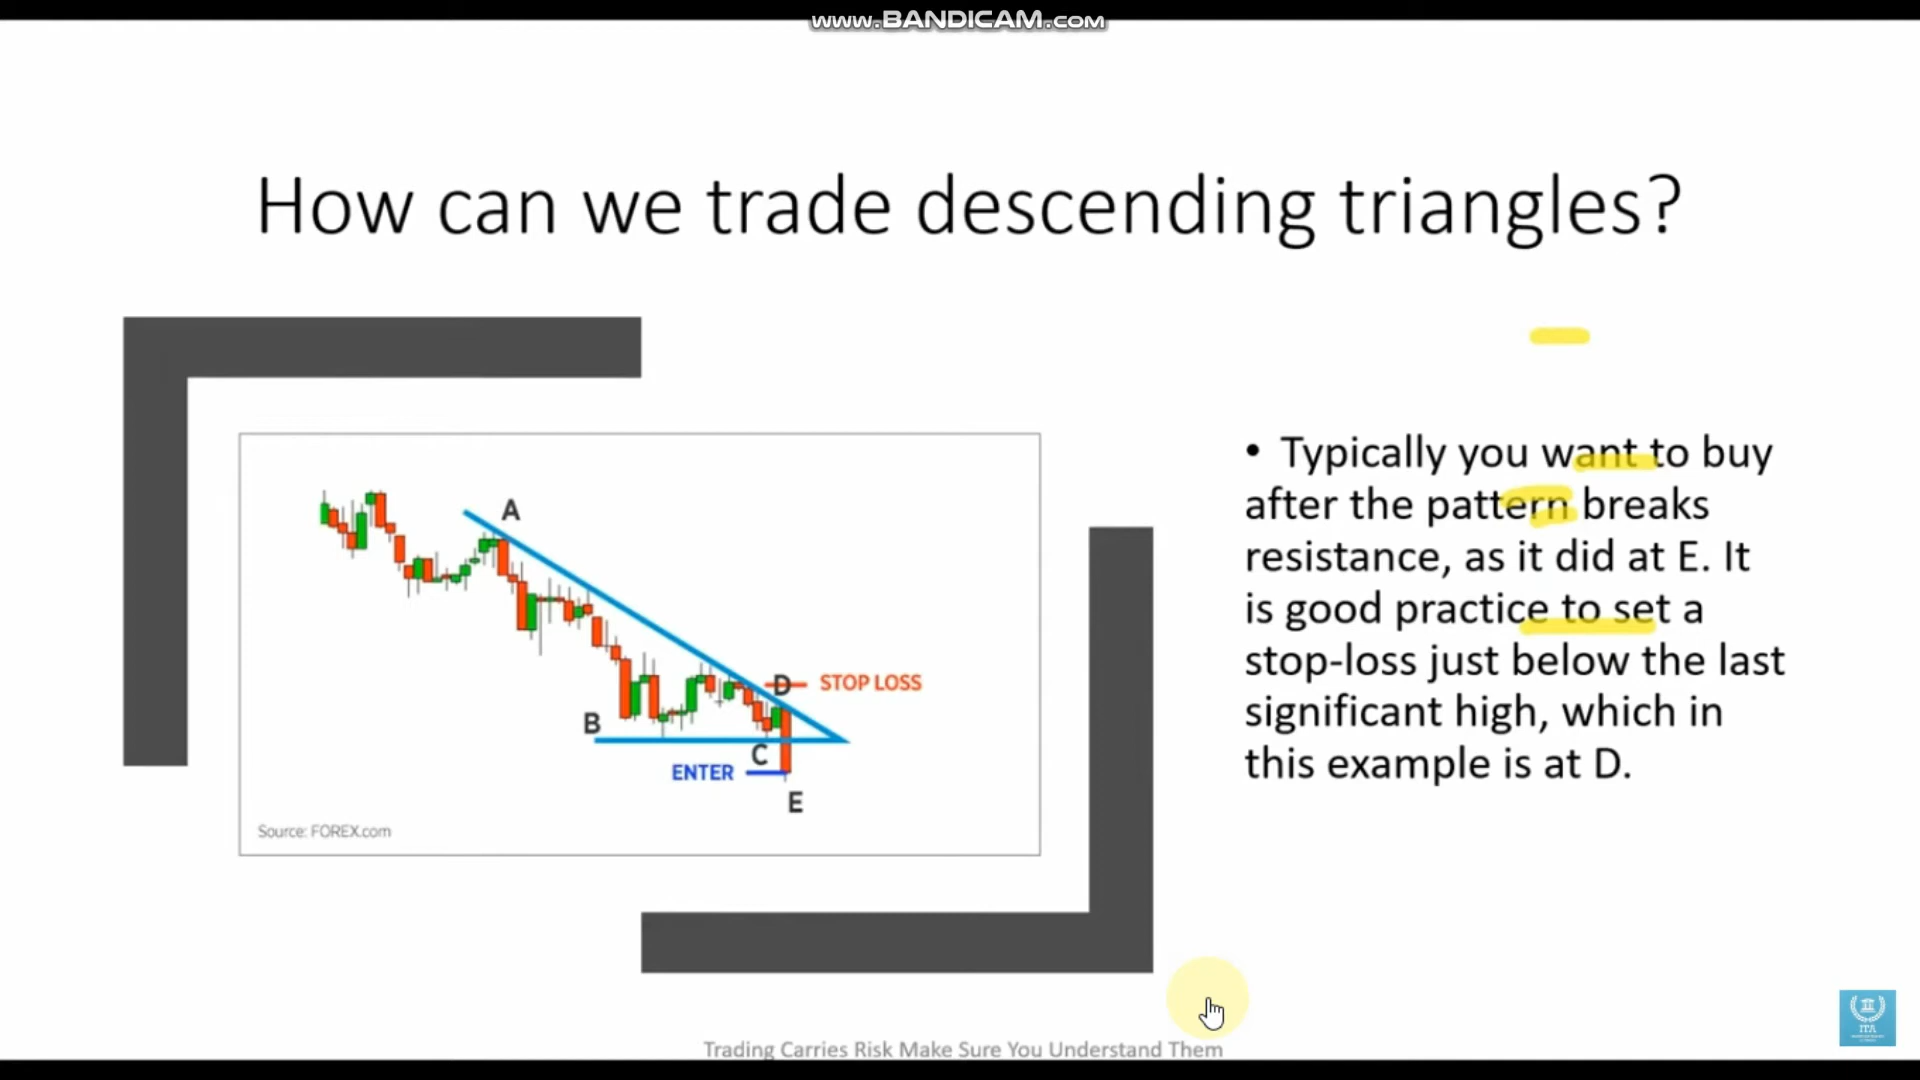 www.BANDICAM.com
How can we trade descending triangles?
A
D STOP LOSS
B
C
ENTER
E
Source: FOREX.com
• Typically you want to buy
after the pattern breaks
resistance, as it did at E. It
is good practice to set a
stop-loss just below the last
significant high, which in
this example is at D.
ITA
Trading Carries Risk Make Sure You Understand Them